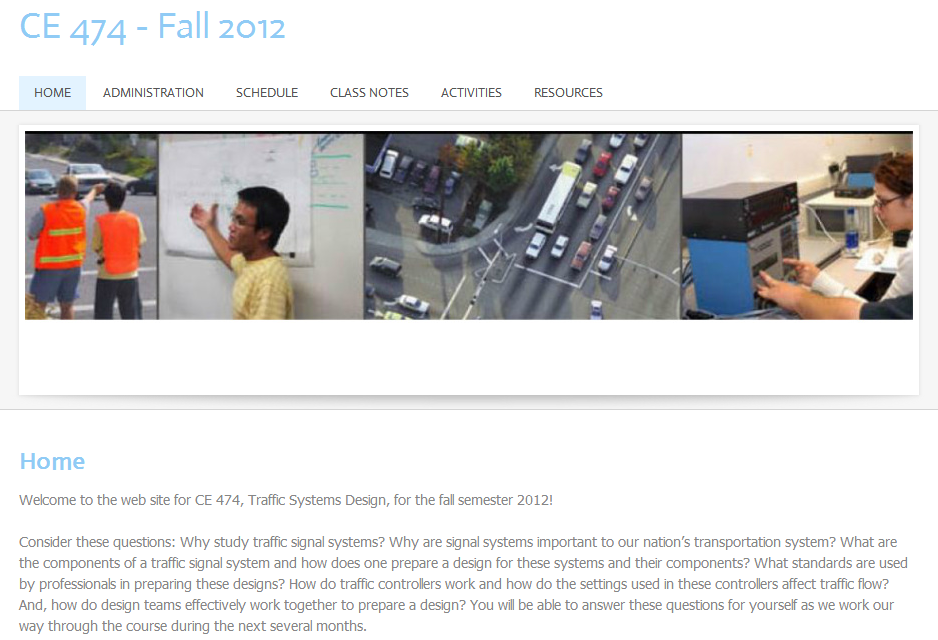 CE 474 - Fall 2012
HOME ADMINISTRATION SCHEDULE CLASS NOTES ACTIVITIES RESOURCES
Home
Welcome to the web site for CE 474, Traffic Systems Design, for the fall semester 2012!
Consider these questions: Why study traffic signal systems? Why are signal systems important to our nation’s transportation system? What are
the components of a traffic signal system and how does one prepare a design for these systems and their components? What standards are used
by professionals in preparing these designs? How do traffic controllers work and how do the settings used in these controllers affect traffic flow?
And, how do design teams effectively work together to prepare a design? You will be able to answer these questions for yourself as we work our
way through the course during the next several months.